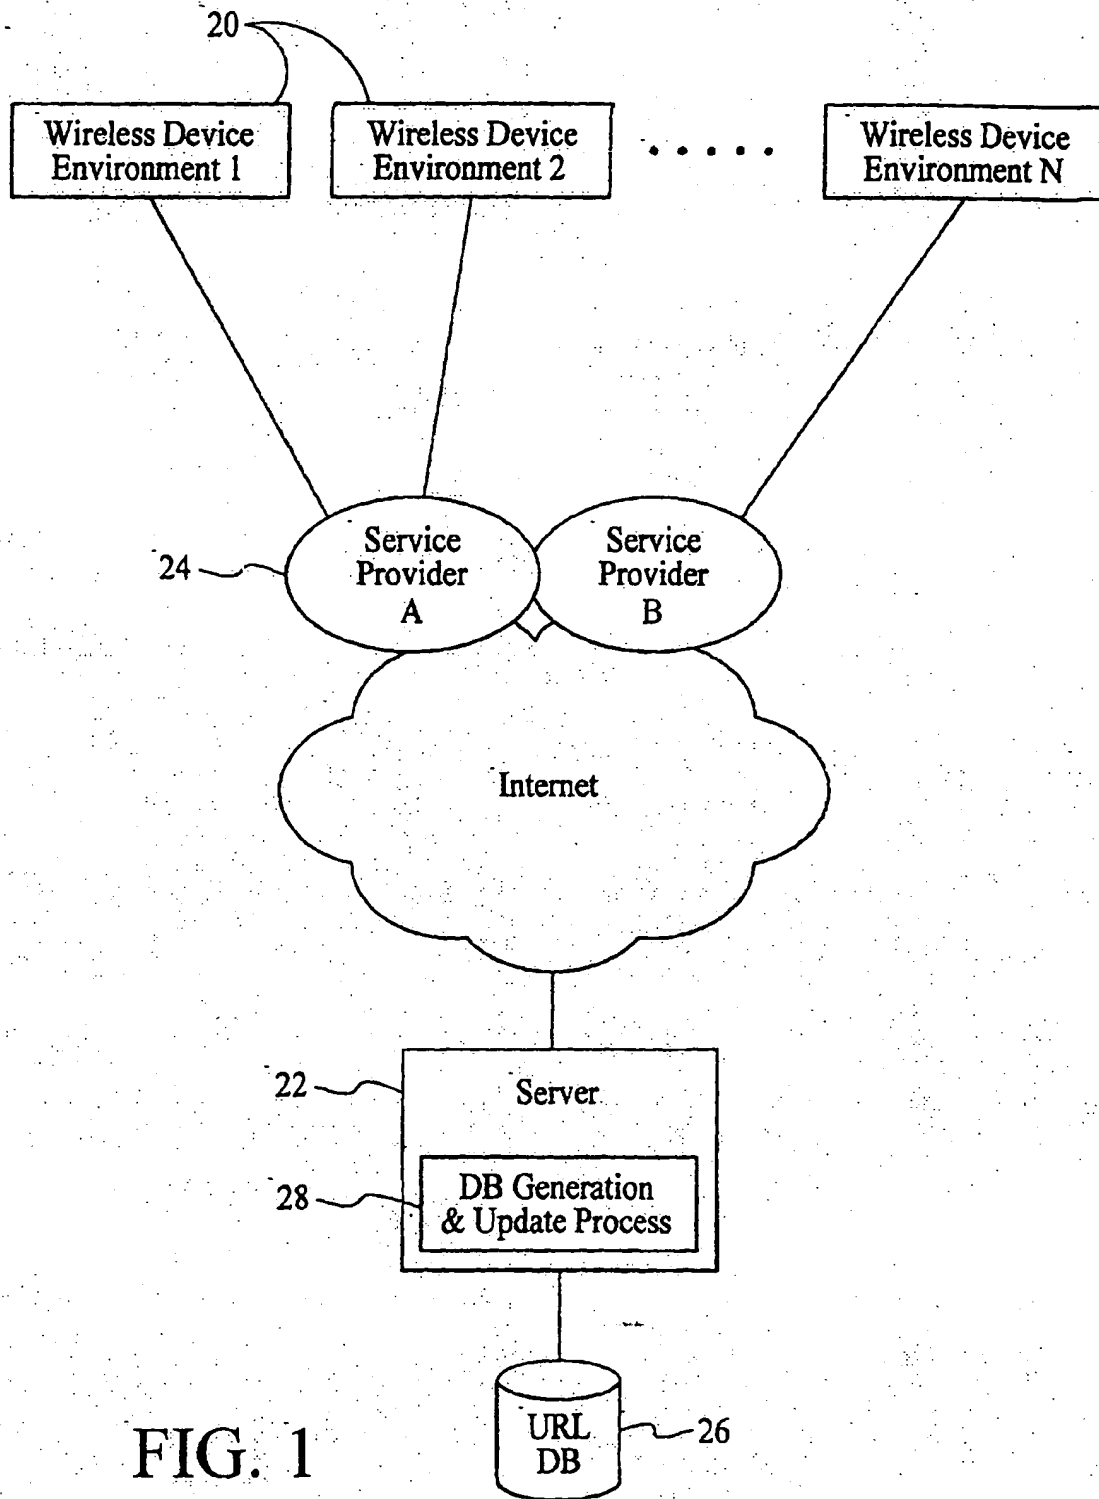 20
Wireless Device
Environment 1
Wireless Device
Environment 2
Wireless Device
Environment N
24
Service
Provider
A
Service
Provider
B
Internet
22
Server
28
DB Generation
& Update Process
URL
DB
26
FIG. 1